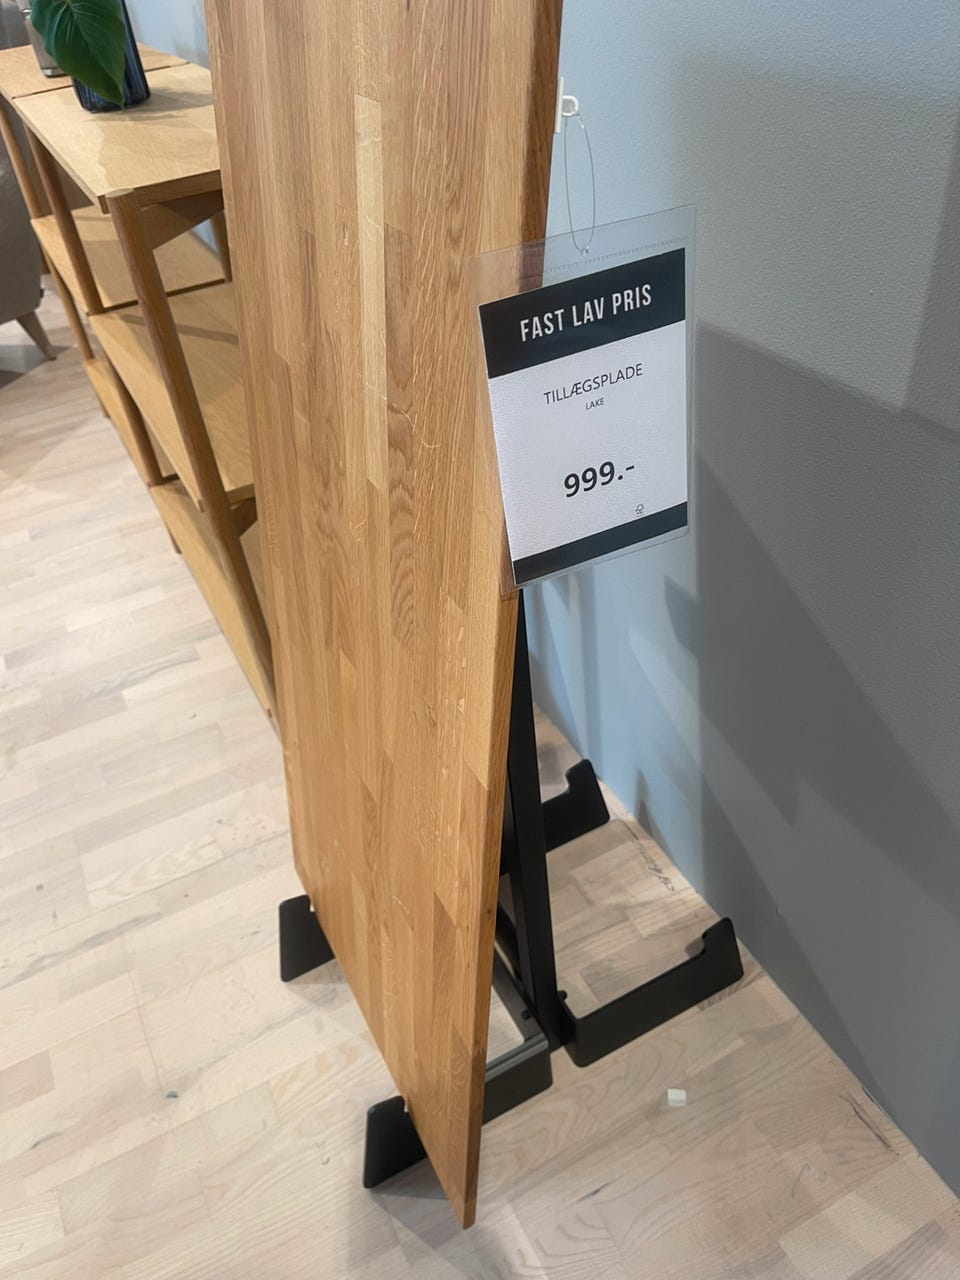 FAST LAV PRIS
TILLÆGSPLADE
LAKE
999.-